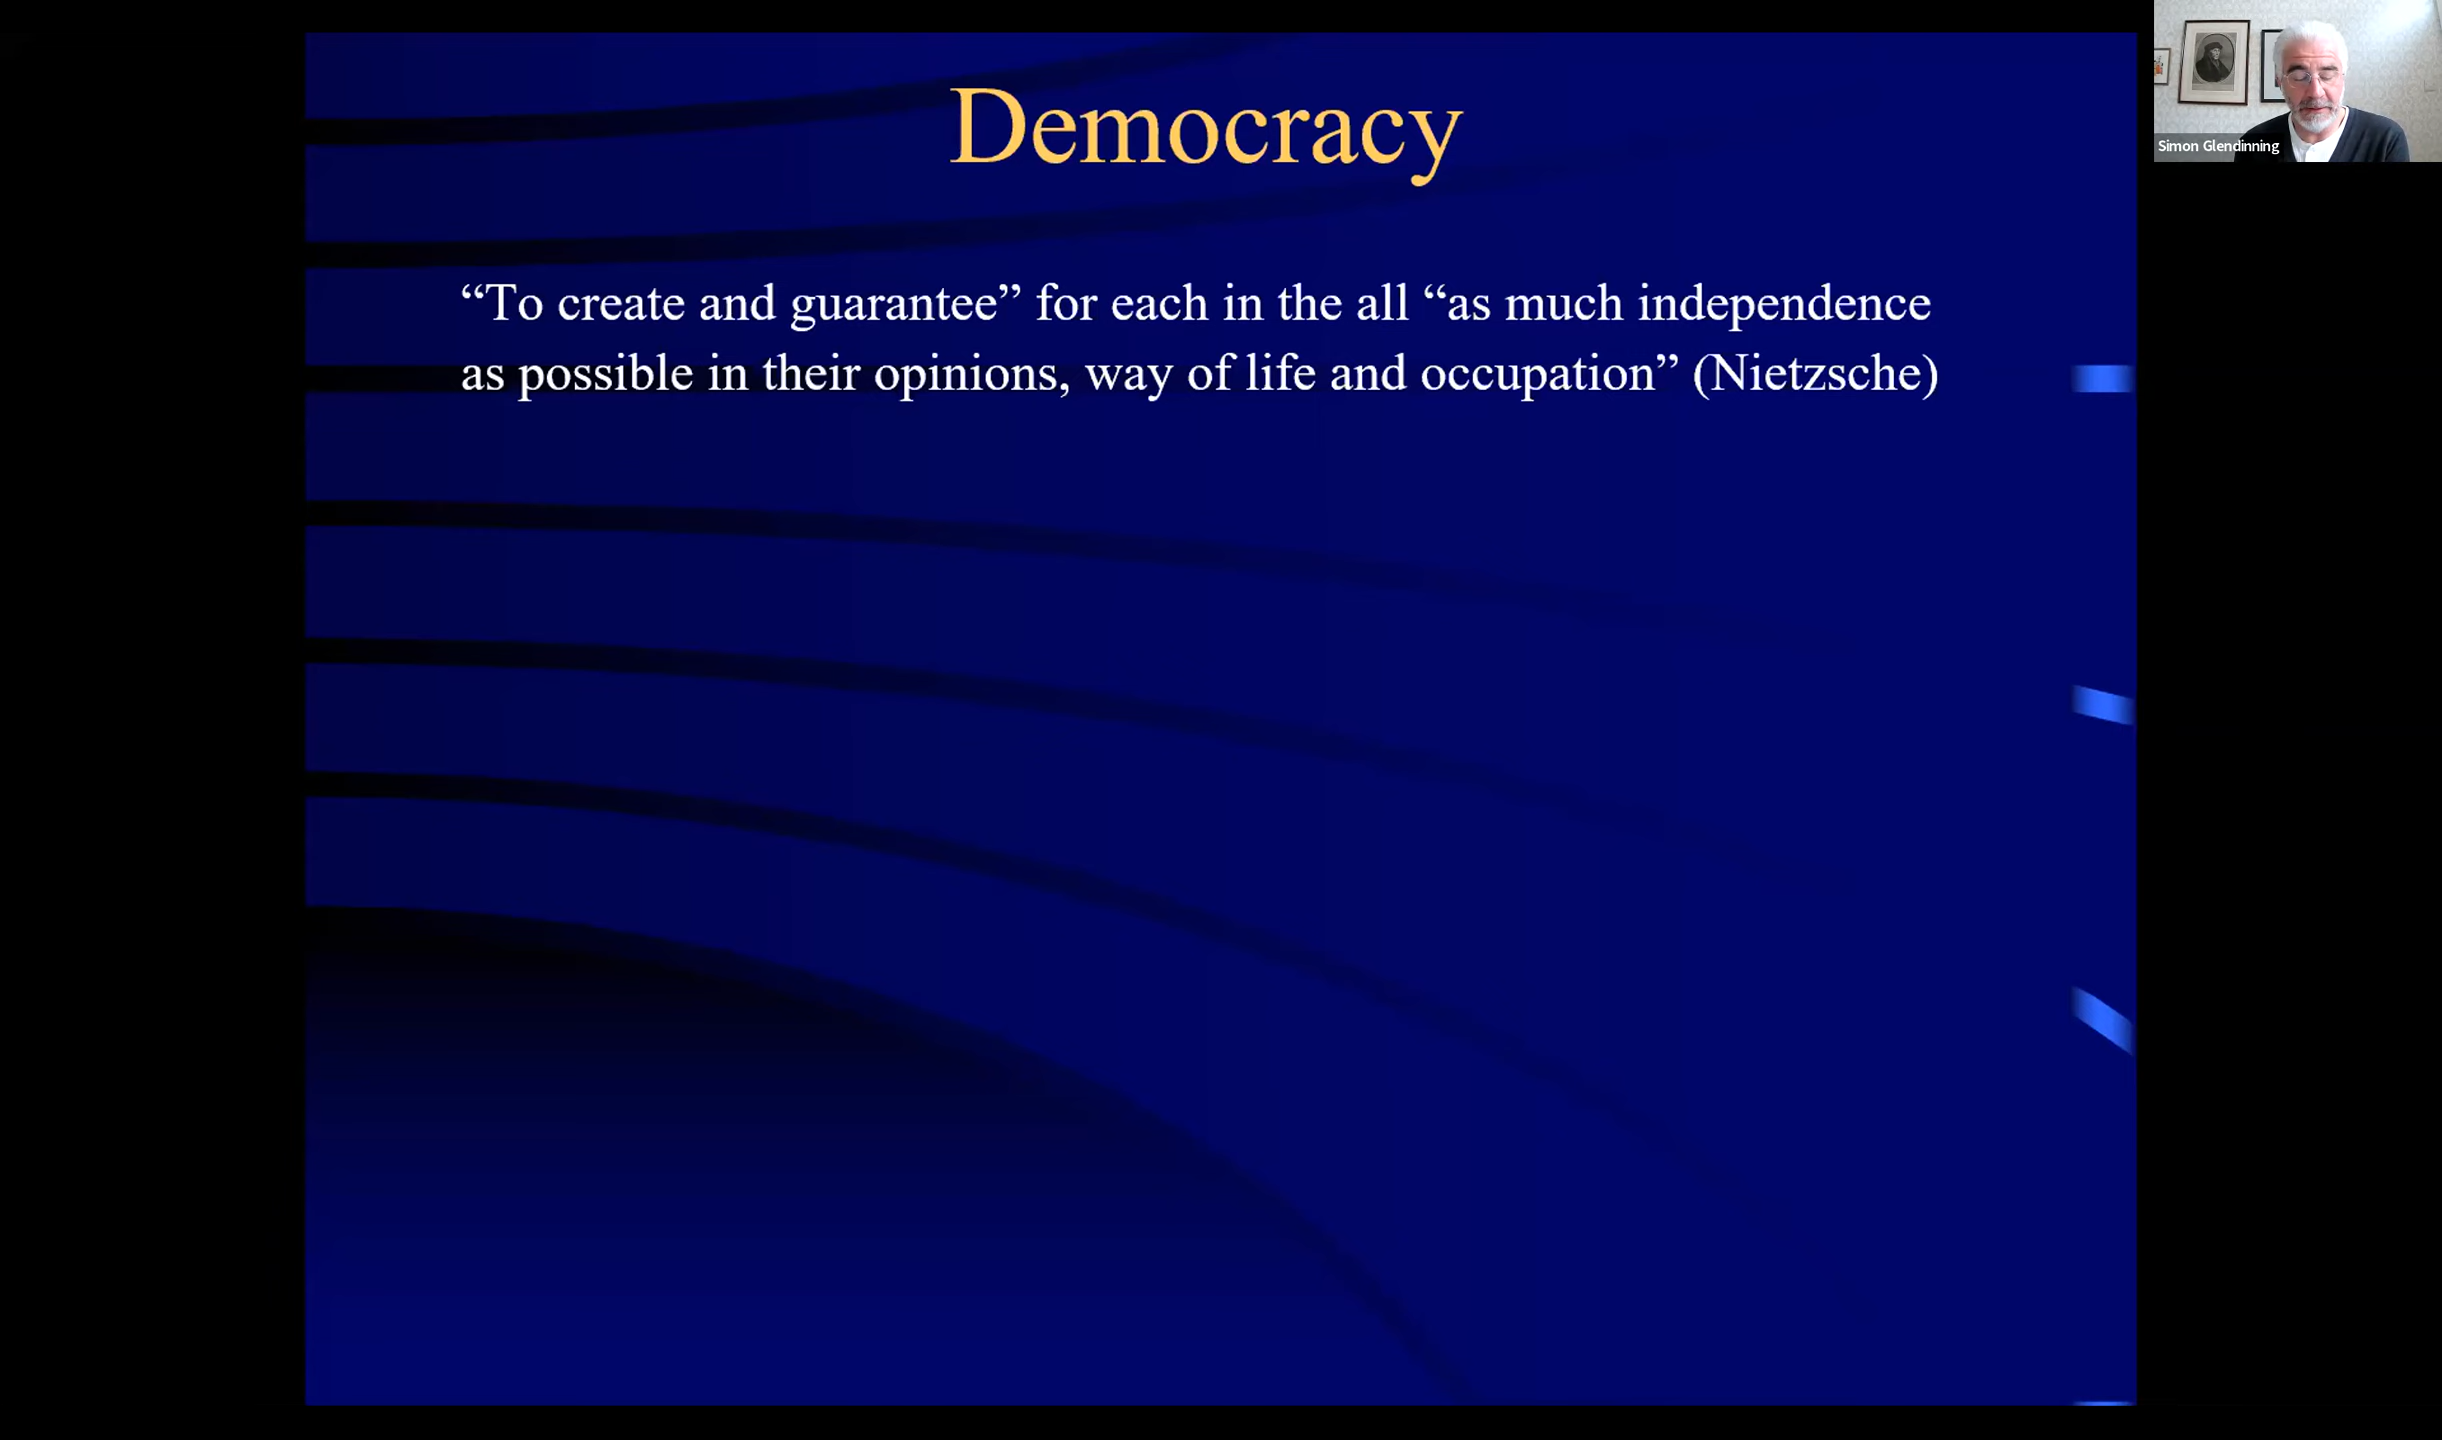 Democracy
“To create and guarantee” for each in the all “as much independence
as possible in their opinions, way of life and occupation” (Nietzsche)
Simon Glendinning